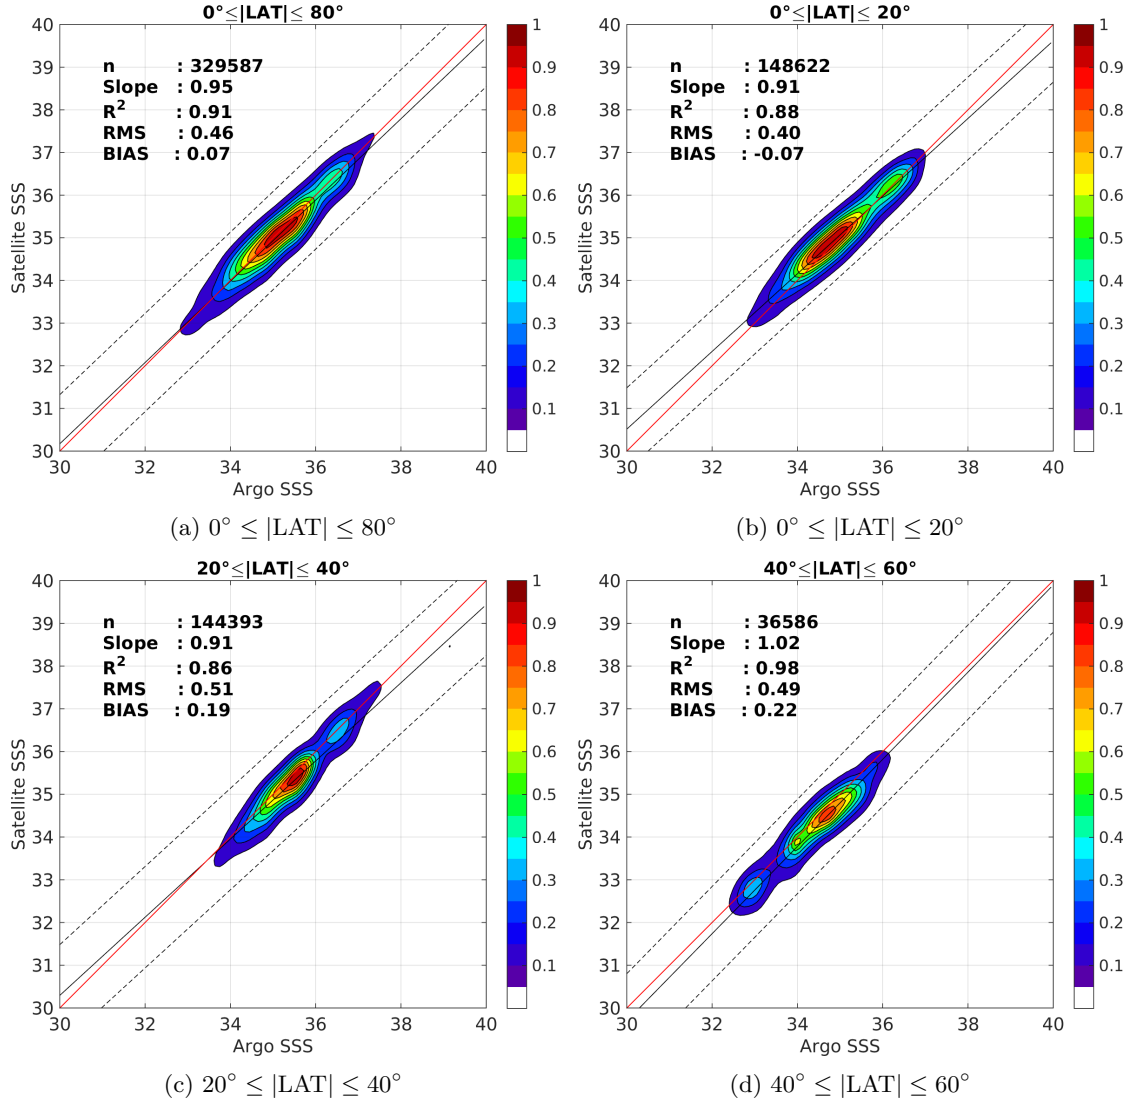 0°≤|LAT|≤ 80°
n : 329587
Slope : 0.95
R² : 0.91
RMS : 0.46
BIAS : 0.07
Satellite SSS
40
39
38
37
36
35
34
33
32
31
30
30 32 34 36 38 40
Argo SSS
1
0.9
0.8
0.7
0.6
0.5
0.4
0.3
0.2
0.1
(a) 0° ≤ |LAT| ≤ 80°
0°≤|LAT|≤ 20°
n : 148622
Slope : 0.91
R² : 0.88
RMS : 0.40
BIAS : -0.07
Satellite SSS
40
39
38
37
36
35
34
33
32
31
30
30 32 34 36 38 40
Argo SSS
1
0.9
0.8
0.7
0.6
0.5
0.4
0.3
0.2
0.1
(b) 0° ≤ |LAT| ≤ 20°
20°≤|LAT|≤ 40°
n : 144393
Slope : 0.91
R² : 0.86
RMS : 0.51
BIAS : 0.19
Satellite SSS
40
39
38
37
36
35
34
33
32
31
30
30 32 34 36 38 40
Argo SSS
1
0.9
0.8
0.7
0.6
0.5
0.4
0.3
0.2
0.1
(c) 20° ≤ |LAT| ≤ 40°
40°≤|LAT|≤ 60°
n : 36586
Slope : 1.02
R² : 0.98
RMS : 0.49
BIAS : 0.22
Satellite SSS
40
39
38
37
36
35
34
33
32
31
30
30 32 34 36 38 40
Argo SSS
1
0.9
0.8
0.7
0.6
0.5
0.4
0.3
0.2
0.1
(d) 40° ≤ |LAT| ≤ 60°